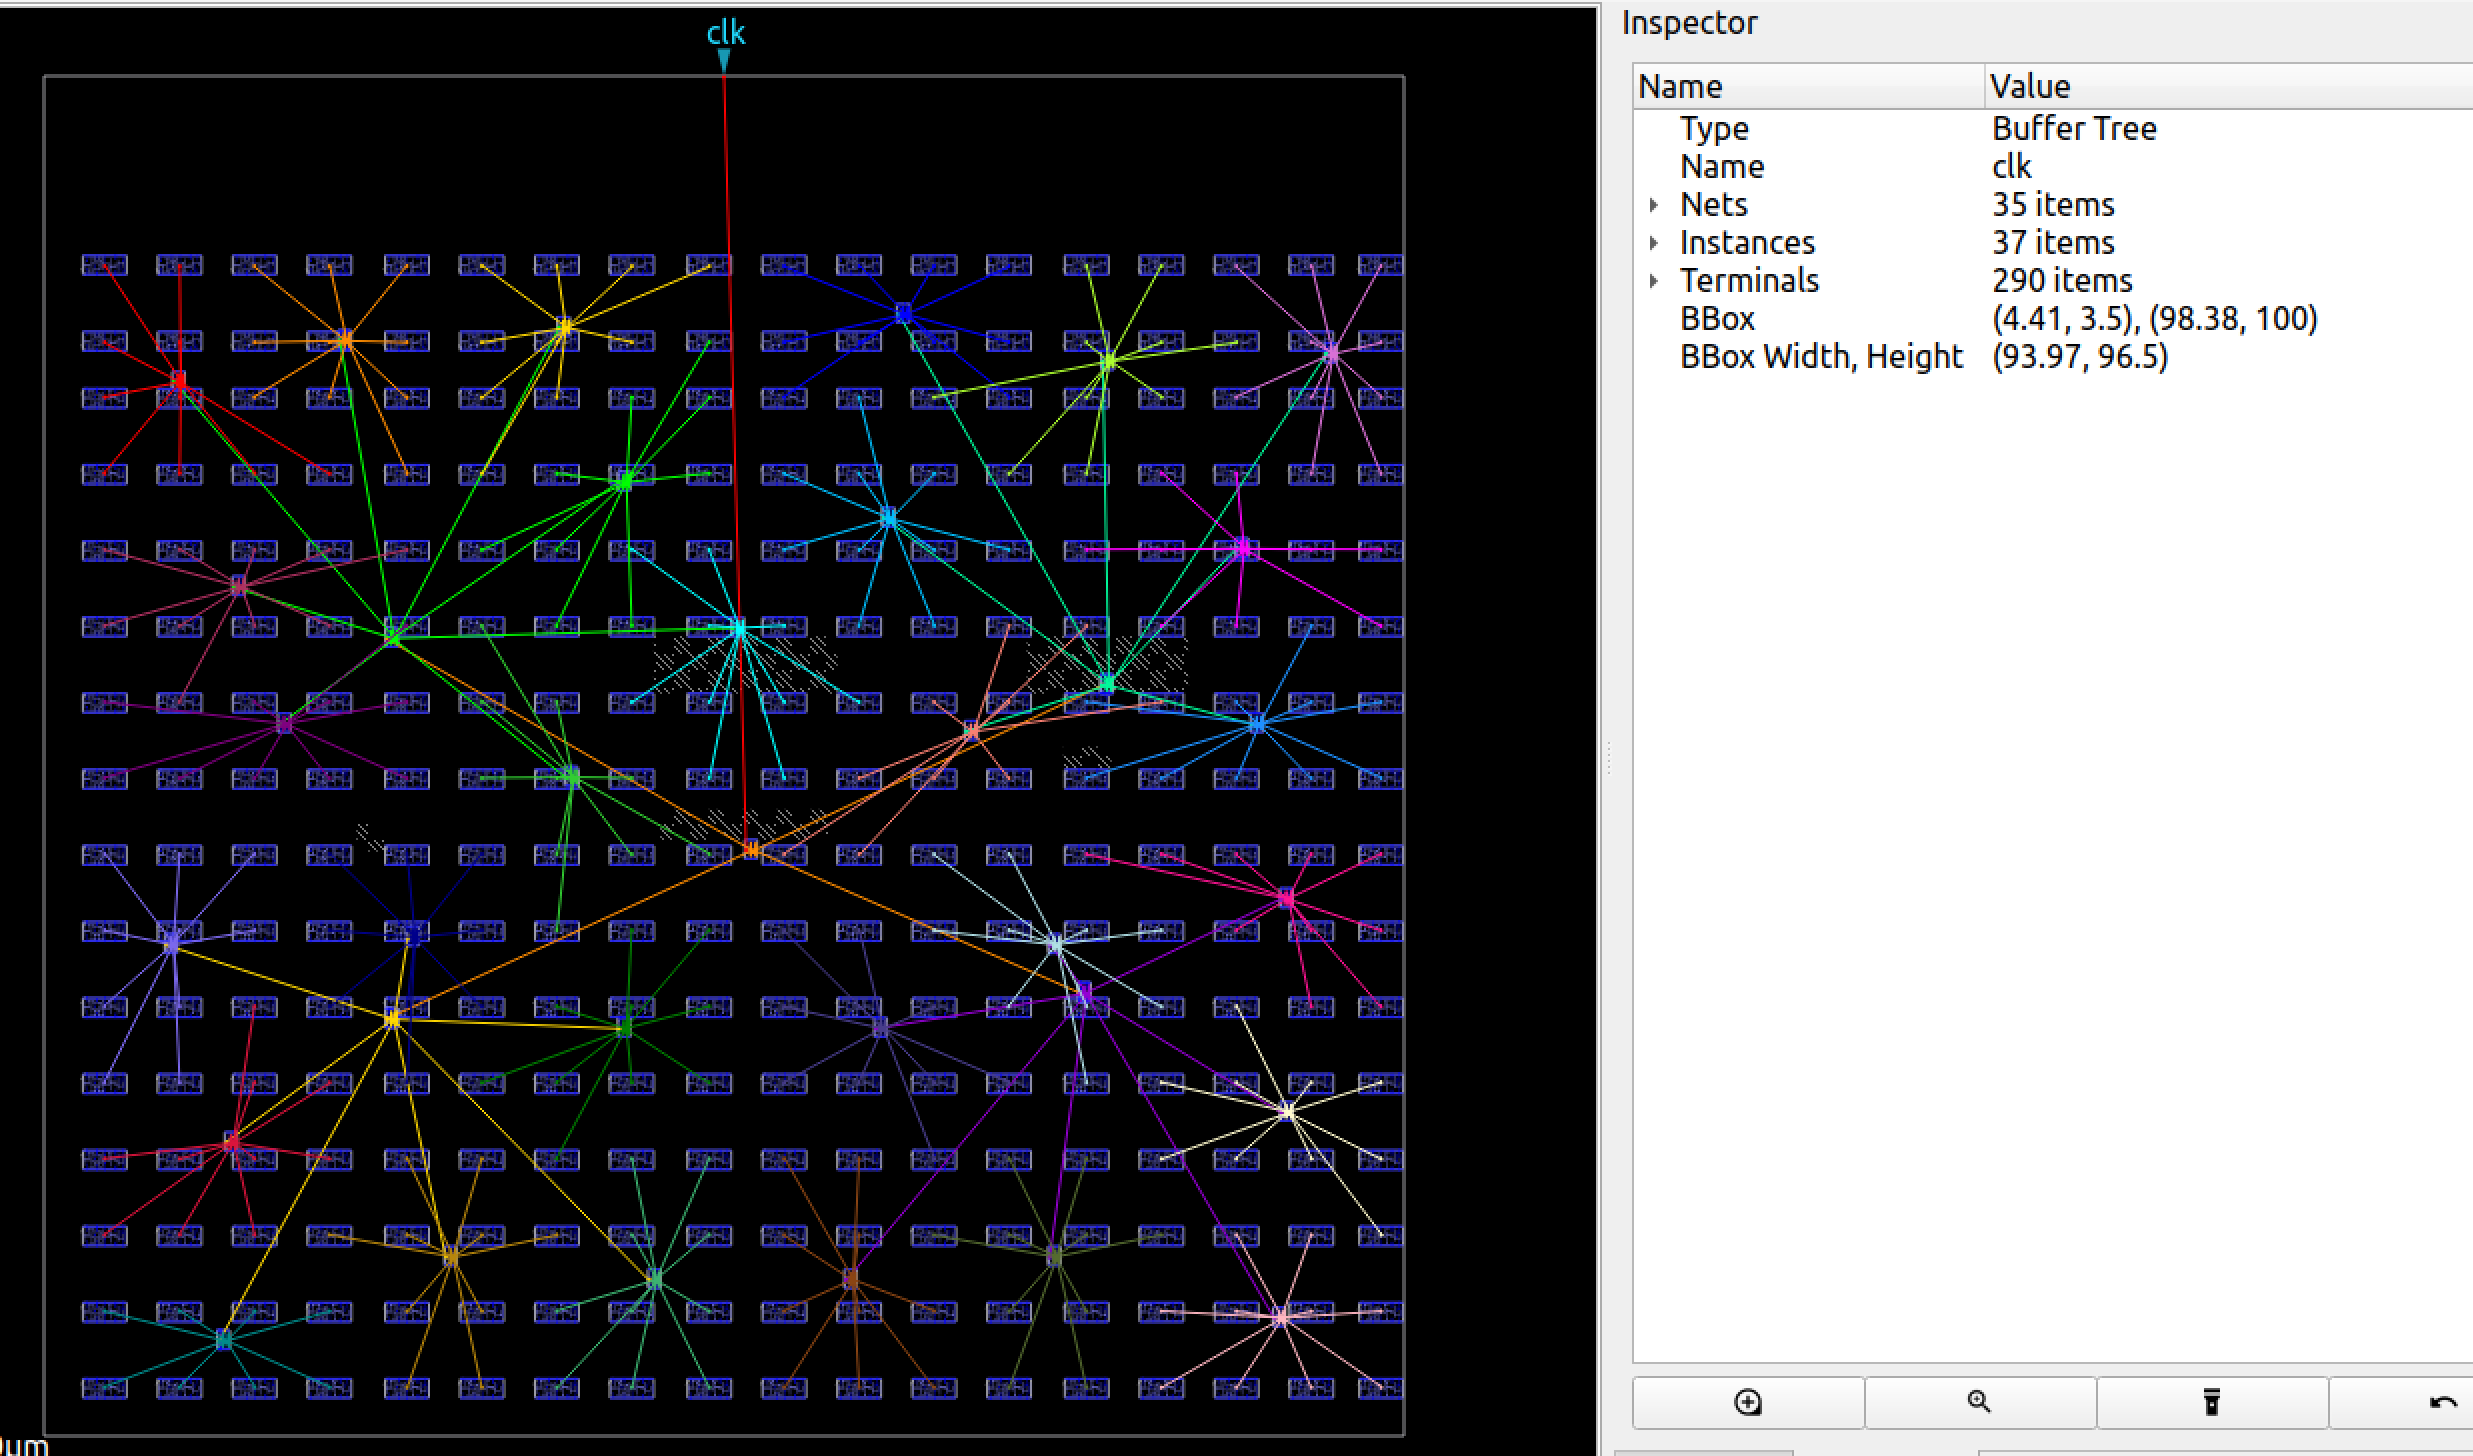 clk
Inspector
Name Value
Type Buffer Tree
Name clk
Nets 35 items
Instances 37 items
Terminals 290 items
BBox (4.41, 3.5), (98.38, 100)
BBox Width, Height (93.97, 96.5)
um